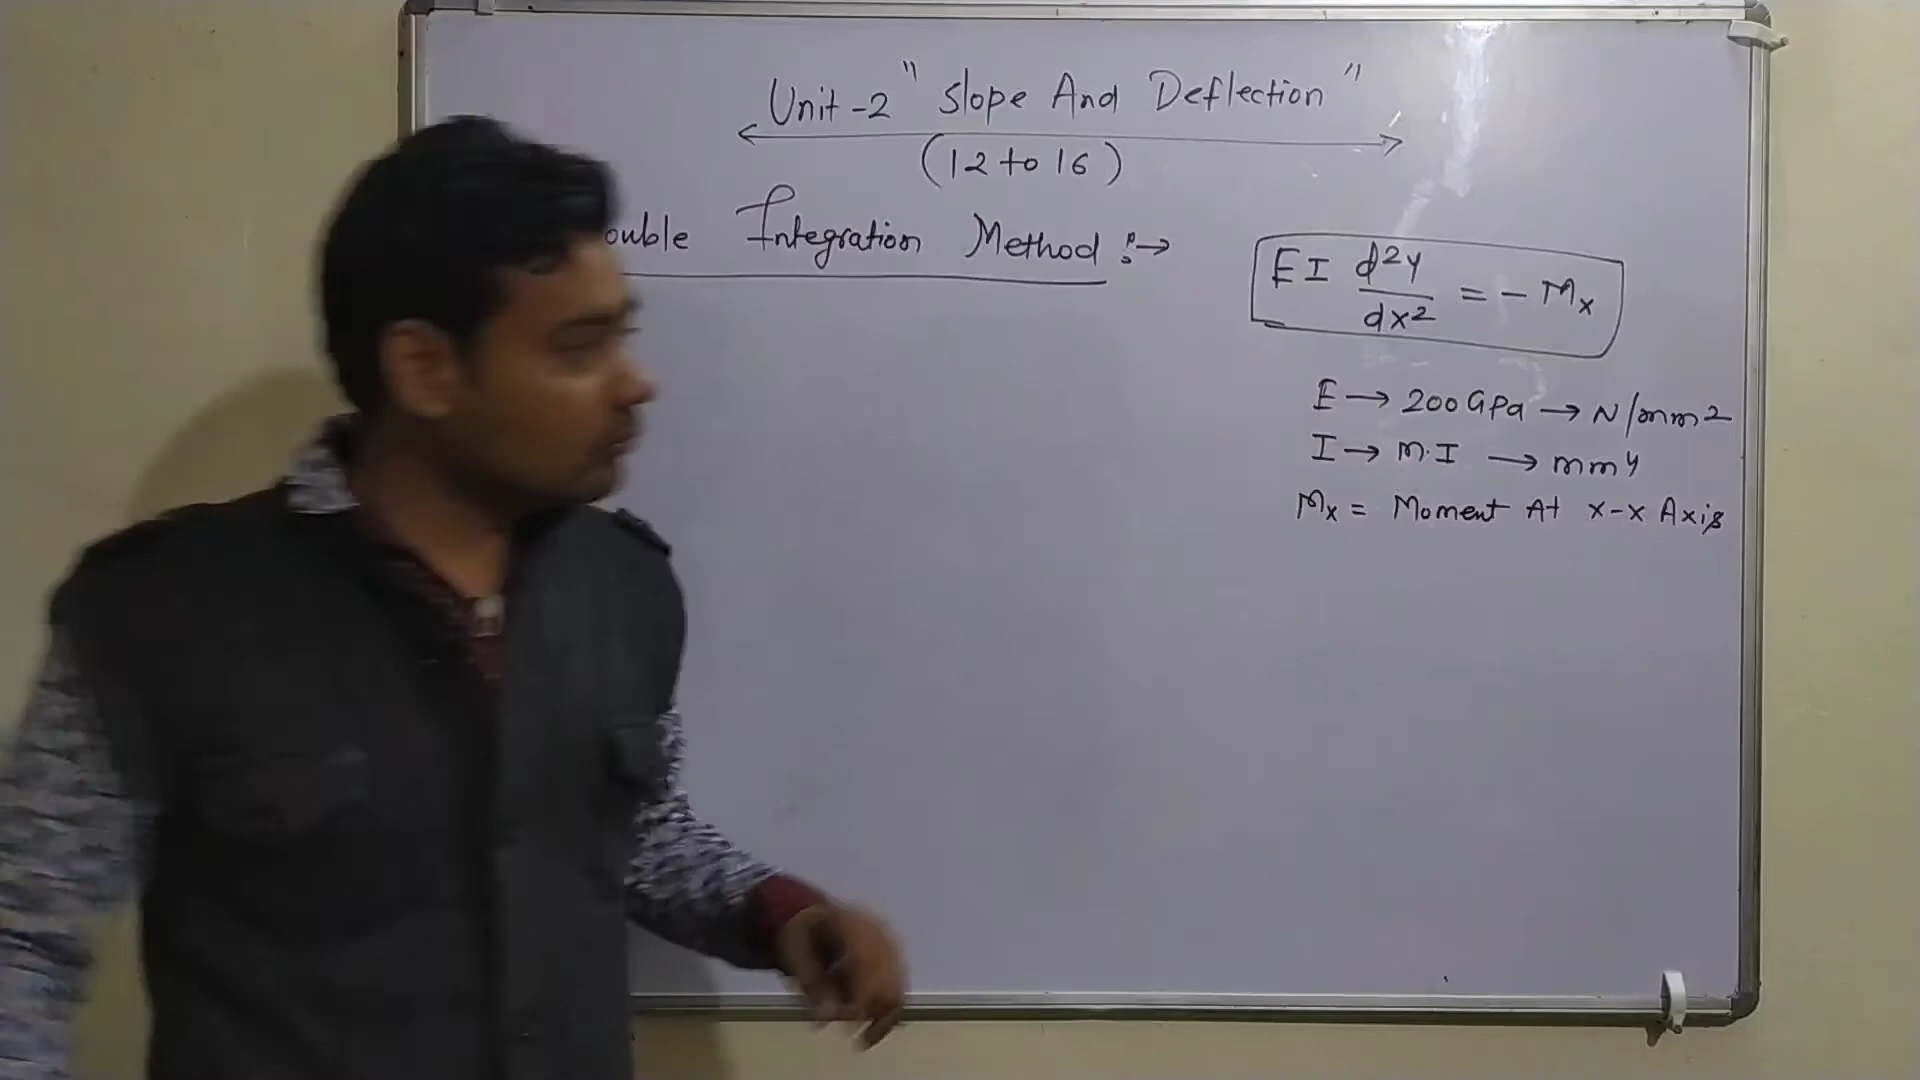 Unit-2 "Slope And Deflection"
(12 to 16)
ouble Integration Method :→
EI d²y/dx² = - Mx
E → 200 GPa → N/mm2
I → M.I → mm4
Mx = Moment At x-x Axis